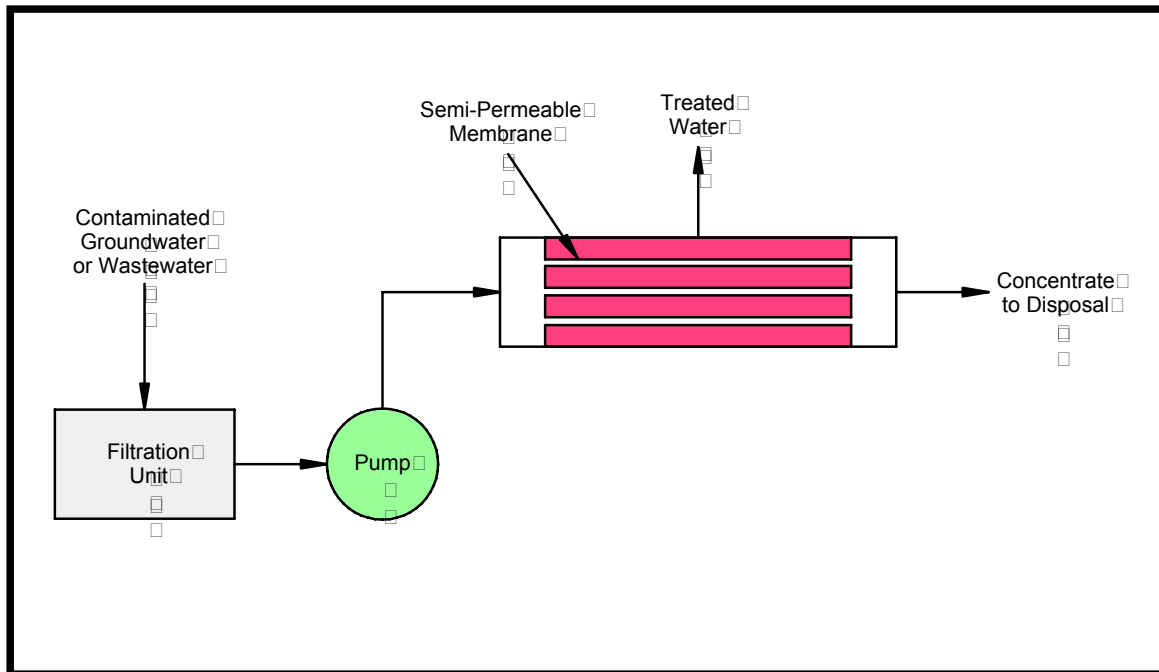 Semi-Permeable
Membrane
Treated
Water
Contaminated
Groundwater
or Wastewater
Concentrate
to Disposal
Filtration
Unit
Pump